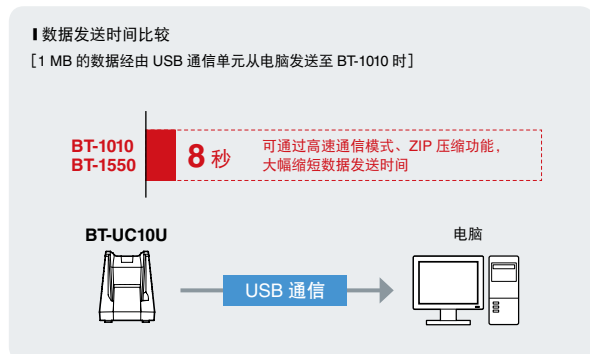 数据发送时间比较
［1 MB 的数据经由 USB 通信单元从电脑发送至 BT-1010 时］
BT-1010
BT-1550
8 秒
可通过高速通信模式、ZIP 压缩功能，
大幅缩短数据发送时间
BT-UC10U
电脑
USB 通信